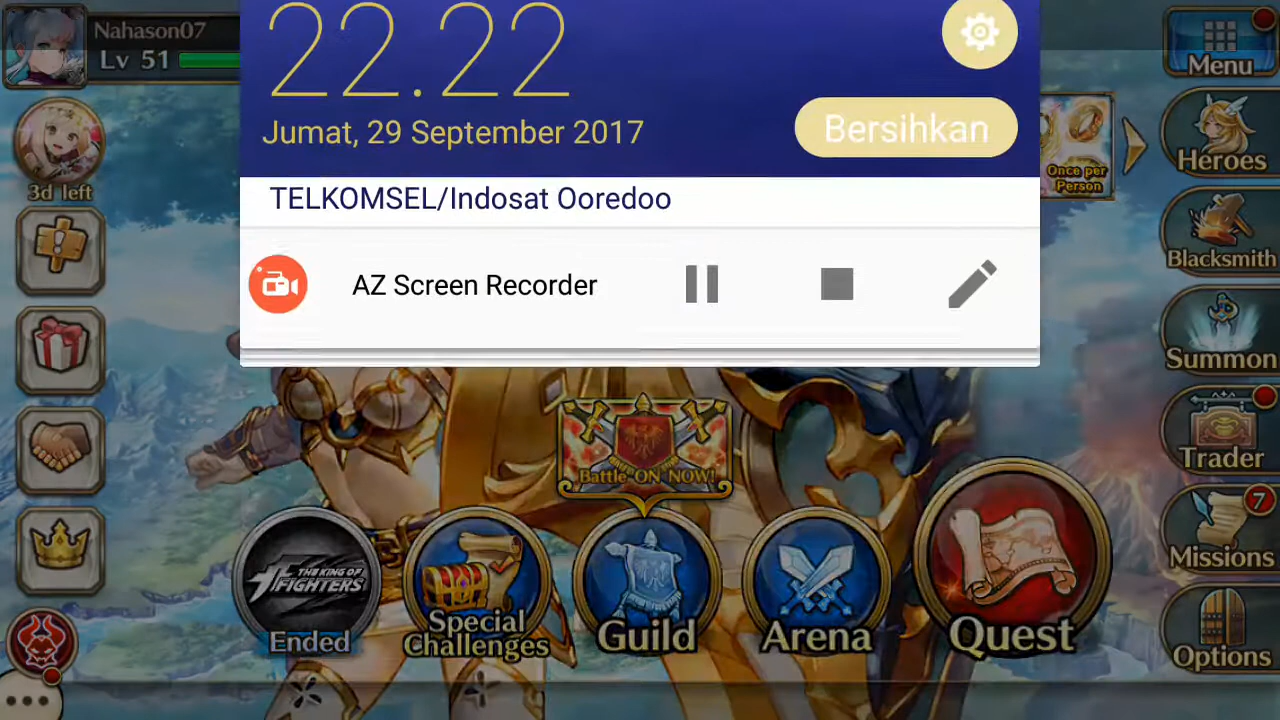 22.22
Jumat, 29 September 2017
Bersihkan
TELKOMSEL/Indosat Ooredoo
AZ Screen Recorder
Nahason07
Lv 51
3d left
Once per
Person
Menu
Heroes
Blacksmith
Summon
Trader
7
Missions
Options
Battle ON NOW!
THE KING OF
FIGHTERS
Ended
Special
Challenges
Guild
Arena
Quest